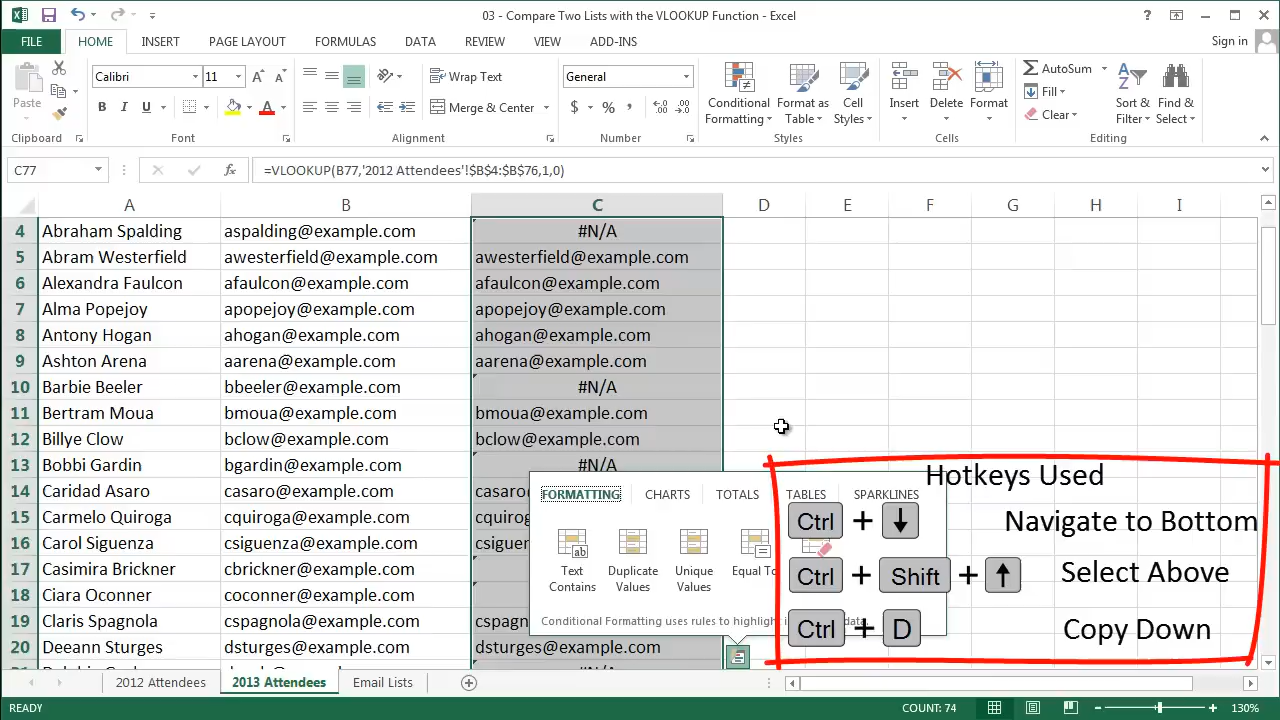 03 - Compare Two Lists with the VLOOKUP Function - Excel
FILE HOME INSERT PAGE LAYOUT FORMULAS DATA REVIEW VIEW ADD-INS Sign in
Paste
Calibri 11
B I U
Wrap Text
Merge & Center
General
$ % ,
Conditional Formatting
Format as Table
Cell Styles
Insert Delete Format
AutoSum
Fill
Clear
Sort & Filter
Find & Select
Clipboard Font Alignment Number Styles Cells Editing
C77 fx =VLOOKUP(B77,'2012 Attendees'!$B$4:$B$76,1,0)
A B C D E F G H I
4 Abraham Spalding aspalding@example.com #N/A
5 Abram Westerfield awesterfield@example.com awesterfield@example.com
6 Alexandra Faulcon afaulcon@example.com afaulcon@example.com
7 Alma Popejoy apopejoy@example.com apopejoy@example.com
8 Antony Hogan ahogan@example.com ahogan@example.com
9 Ashton Arena aarena@example.com aarena@example.com
10 Barbie Beeler bbeeler@example.com #N/A
11 Bertram Moua bmoua@example.com bmoua@example.com
12 Billye Clow bclow@example.com bclow@example.com
13 Bobbi Gardin bgardin@example.com #N/A
14 Caridad Asaro casaro@example.com casaro
15 Carmelo Quiroga cquiroga@example.com cquiro
16 Carol Siguenza csiguenza@example.com csiguen
17 Casimira Brickner cbrickner@example.com
18 Ciara Oconner coconner@example.com
19 Claris Spagnola cspagnola@example.com cspagn
20 Deeann Sturges dsturges@example.com dsturges@example.com
#N/A
FORMATTING CHARTS TOTALS TABLES SPARKLINES
Text Contains
Duplicate Values
Unique Values
Equal To
Conditional Formatting uses rules to highlight data.
Hotkeys Used
Ctrl + ↓ Navigate to Bottom
Ctrl + Shift + ↑ Select Above
Ctrl + D Copy Down
2012 Attendees 2013 Attendees Email Lists
READY COUNT: 74 130%